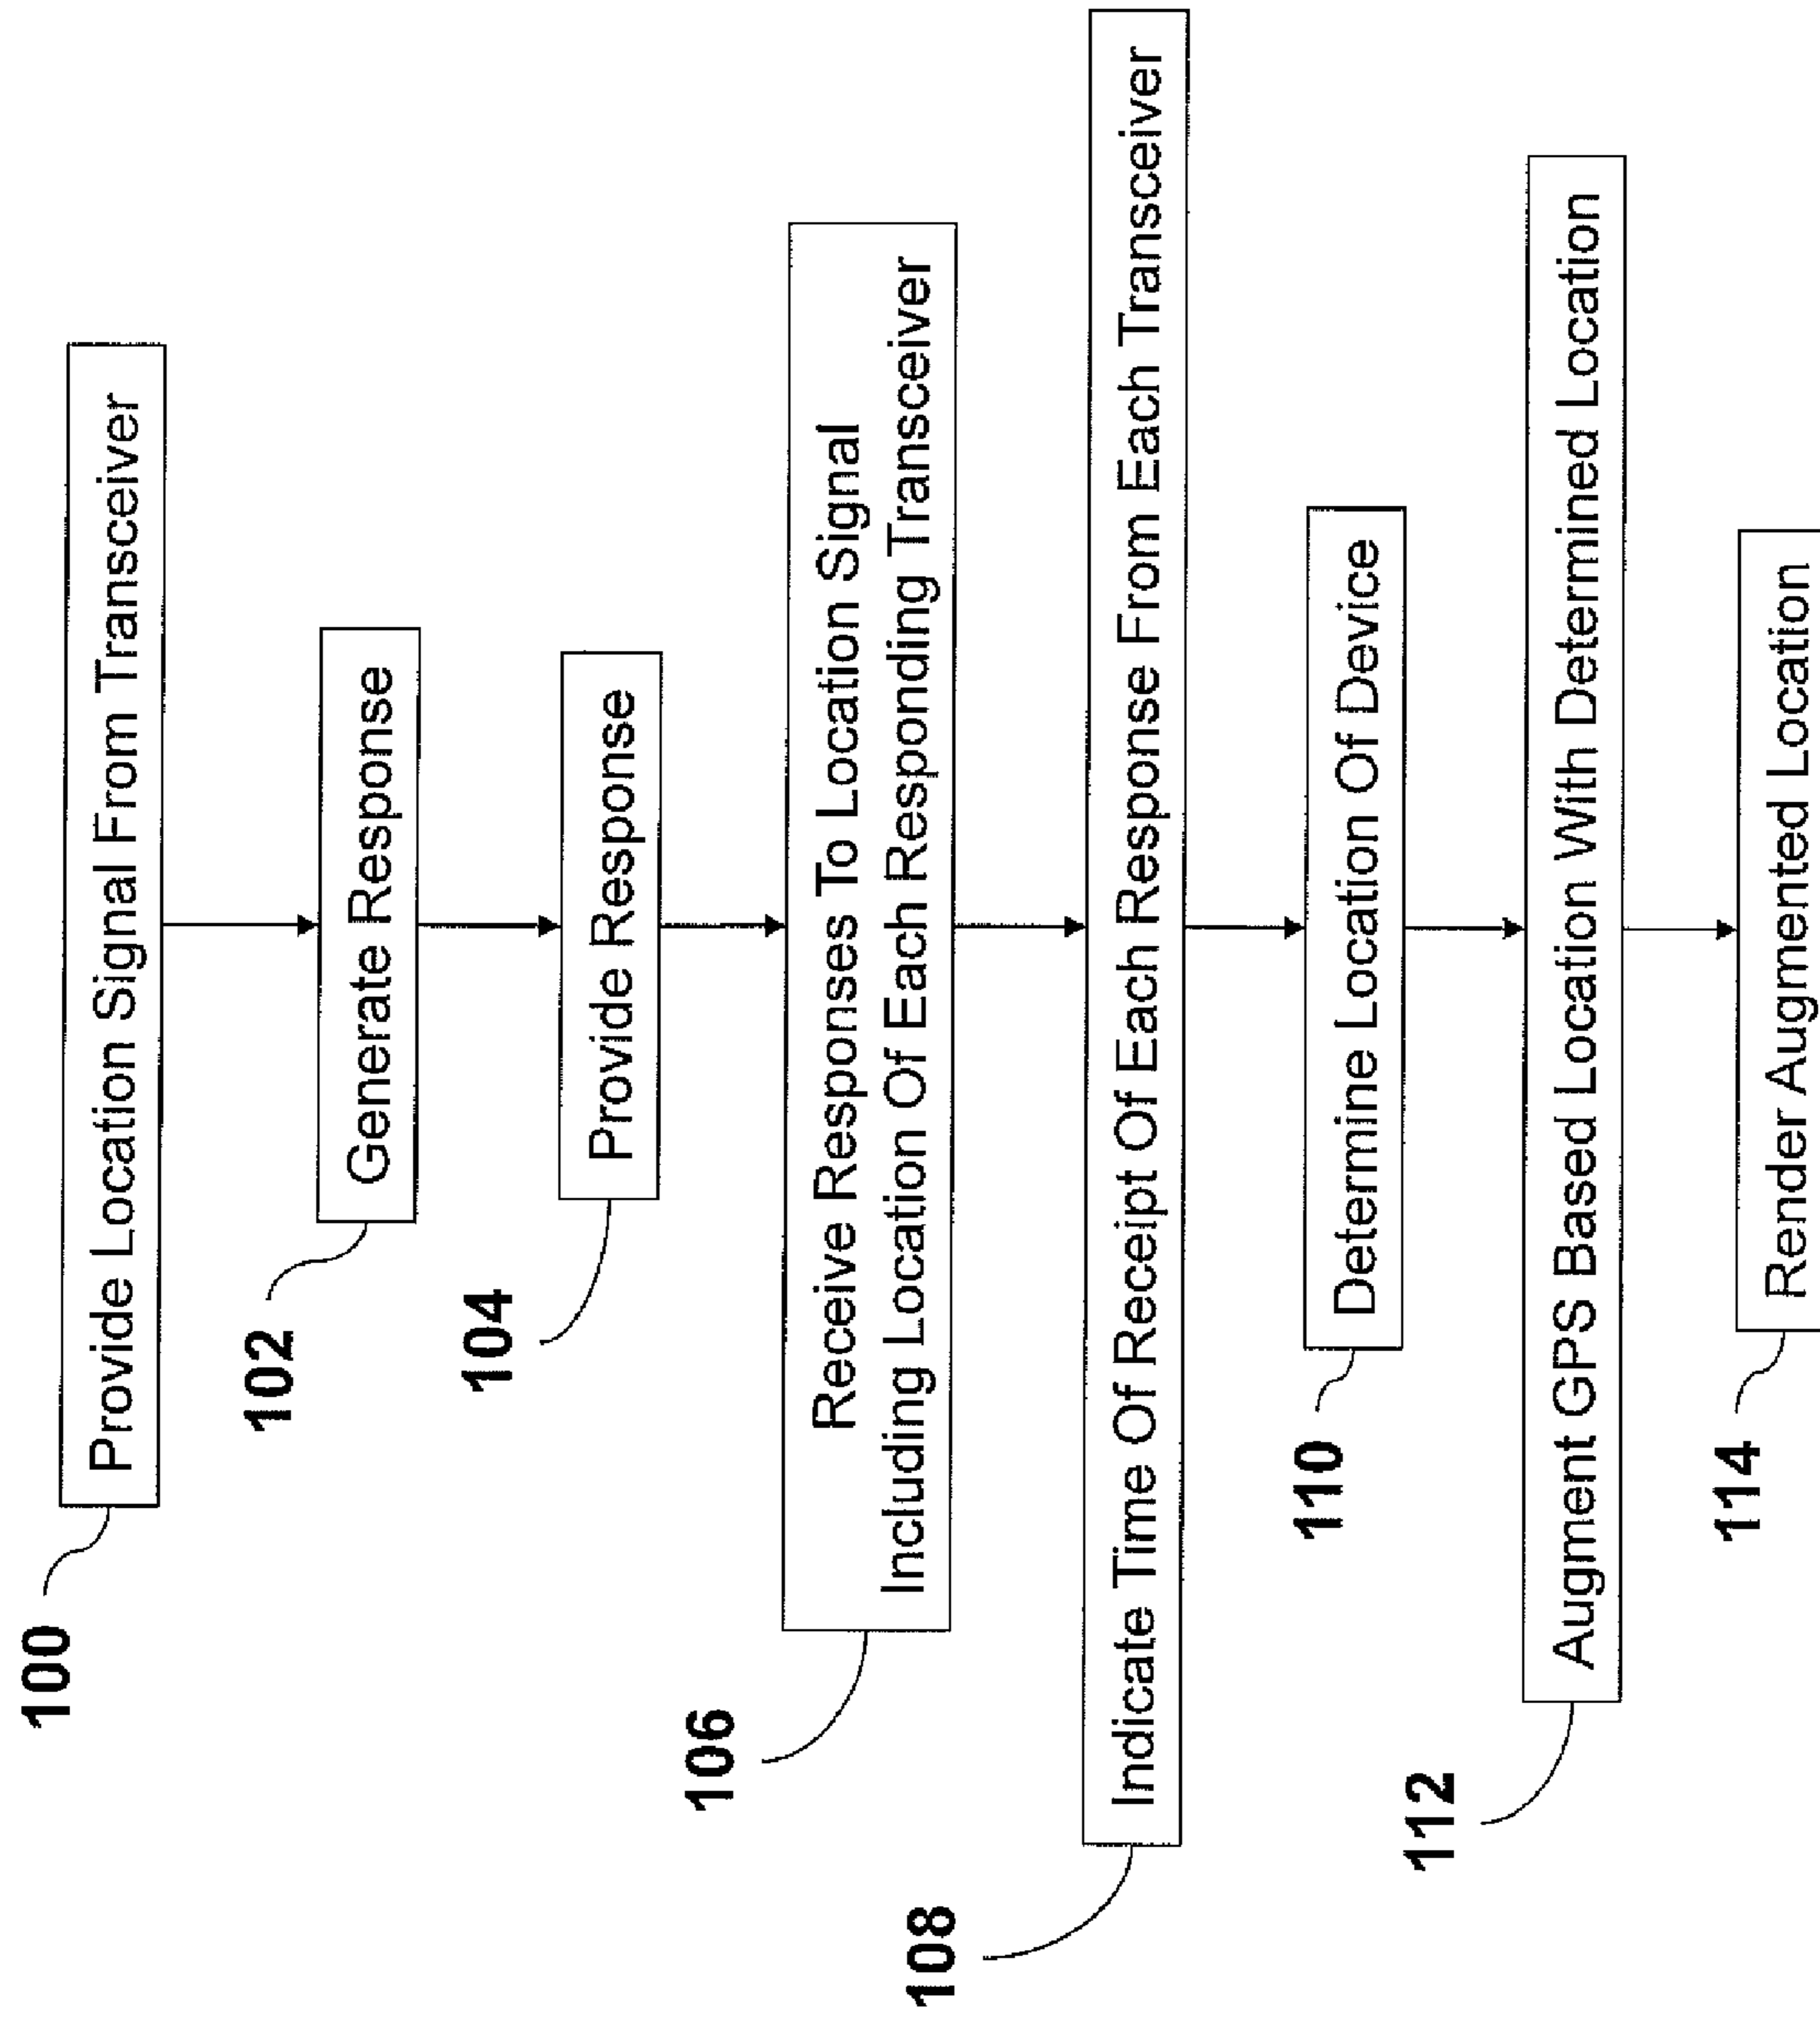 100
Provide Location Signal From Transceiver
102
Generate Response
104
Provide Response
106
Receive Responses To Location Signal
Including Location Of Each Responding Transceiver
108
Indicate Time Of Receipt Of Each Response From Each Transceiver
110
Determine Location Of Device
112
Augment GPS Based Location With Determined Location
114
Render Augmented Location